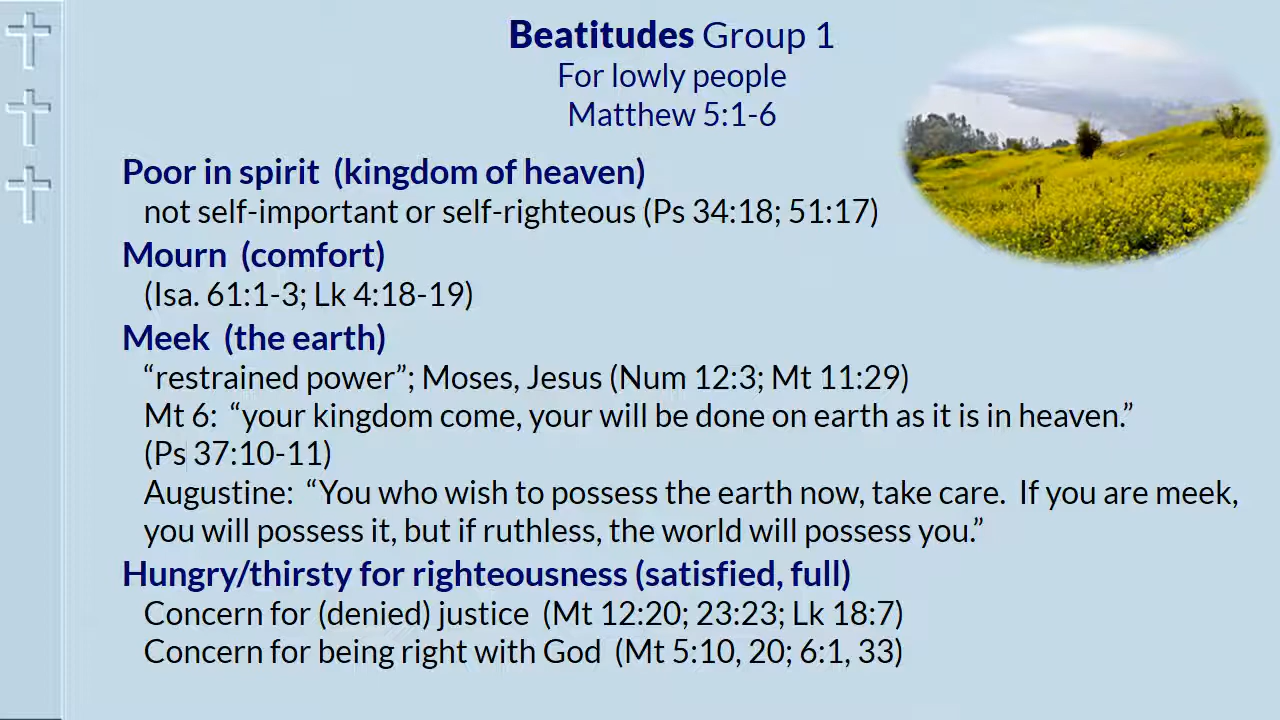 Beatitudes Group 1
For lowly people
Matthew 5:1-6
Poor in spirit (kingdom of heaven)
not self-important or self-righteous (Ps 34:18; 51:17)
Mourn (comfort)
(Isa. 61:1-3; Lk 4:18-19)
Meek (the earth)
“restrained power”; Moses, Jesus (Num 12:3; Mt 11:29)
Mt 6: “your kingdom come, your will be done on earth as it is in heaven.”
(Ps 37:10-11)
Augustine: “You who wish to possess the earth now, take care. If you are meek,
you will possess it, but if ruthless, the world will possess you.”
Hungry/thirsty for righteousness (satisfied, full)
Concern for (denied) justice (Mt 12:20; 23:23; Lk 18:7)
Concern for being right with God (Mt 5:10, 20; 6:1, 33)